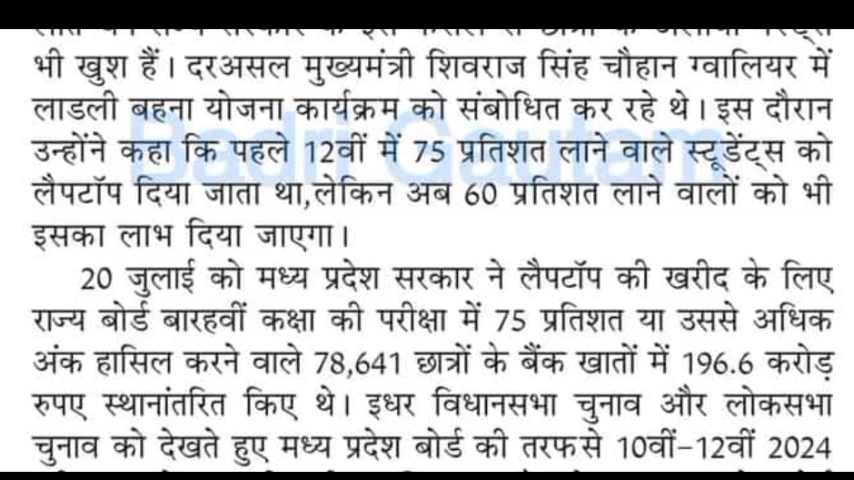 भी खुश हैं। दरअसल मुख्यमंत्री शिवराज सिंह चौहान ग्वालियर में
लाडली बहना योजना कार्यक्रम को संबोधित कर रहे थे। इस दौरान
उन्होंने कहा कि पहले 12वीं में 75 प्रतिशत लाने वाले स्टूडेंट्स को
लैपटॉप दिया जाता था,लेकिन अब 60 प्रतिशत लाने वालों को भी
इसका लाभ दिया जाएगा।
20 जुलाई को मध्य प्रदेश सरकार ने लैपटॉप की खरीद के लिए
राज्य बोर्ड बारहवीं कक्षा की परीक्षा में 75 प्रतिशत या उससे अधिक
अंक हासिल करने वाले 78,641 छात्रों के बैंक खातों में 196.6 करोड़
रुपए स्थानांतरित किए थे। इधर विधानसभा चुनाव और लोकसभा
चुनाव को देखते हुए मध्य प्रदेश बोर्ड की तरफसे 10वीं-12वीं 2024
Badri Gautam